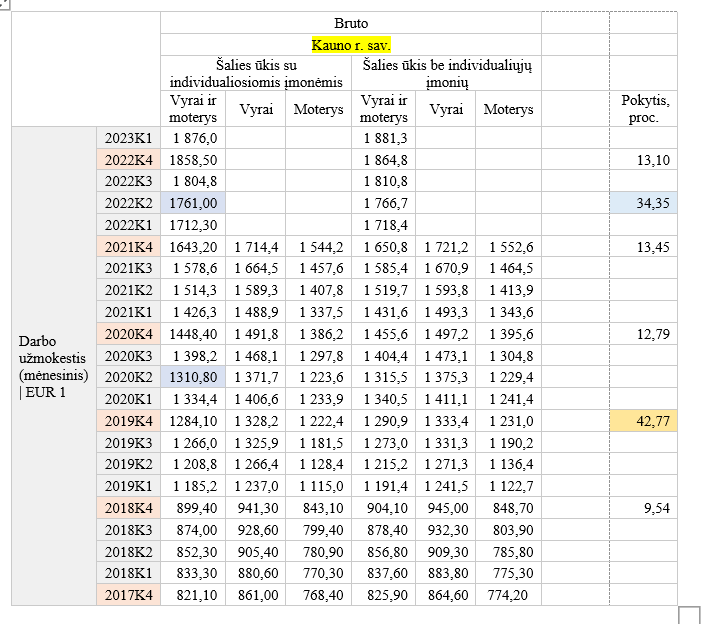 Bruto
Kauno r. sav.
Šalies ūkis su individualiosiomis įmonėmis Šalies ūkis be individualiųjų įmonių
Vyrai ir moterys Vyrai Moterys Vyrai ir moterys Vyrai Moterys Pokytis, proc.
Darbo užmokestis (mėnesinis) | EUR 1
2023K1 1 876,0 1 881,3
2022K4 1858,50 1 864,8 13,10
2022K3 1 804,8 1 810,8
2022K2 1761,00 1 766,7 34,35
2022K1 1712,30 1 718,4
2021K4 1643,20 1 714,4 1 544,2 1 650,8 1 721,2 1 552,6 13,45
2021K3 1 578,6 1 664,5 1 457,6 1 585,4 1 670,9 1 464,5
2021K2 1 514,3 1 589,3 1 407,8 1 519,7 1 593,8 1 413,9
2021K1 1 426,3 1 488,9 1 337,5 1 431,6 1 493,3 1 343,6
2020K4 1448,40 1 491,8 1 386,2 1 455,6 1 497,2 1 395,6 12,79
2020K3 1 398,2 1 468,1 1 297,8 1 404,4 1 473,1 1 304,8
2020K2 1310,80 1 371,7 1 223,6 1 315,5 1 375,3 1 229,4
2020K1 1 334,4 1 406,6 1 233,9 1 340,5 1 411,1 1 241,4
2019K4 1284,10 1 328,2 1 222,4 1 290,9 1 333,4 1 231,0 42,77
2019K3 1 266,0 1 325,9 1 181,5 1 273,0 1 331,3 1 190,2
2019K2 1 208,8 1 266,4 1 128,4 1 215,2 1 271,3 1 136,4
2019K1 1 185,2 1 237,0 1 115,0 1 191,4 1 241,5 1 122,7
2018K4 899,40 941,30 843,10 904,10 945,00 848,70 9,54
2018K3 874,00 928,60 799,40 878,40 932,30 803,90
2018K2 852,30 905,40 780,90 856,80 909,30 785,80
2018K1 833,30 880,60 770,30 837,60 883,80 775,30
2017K4 821,10 861,00 768,40 825,90 864,60 774,20